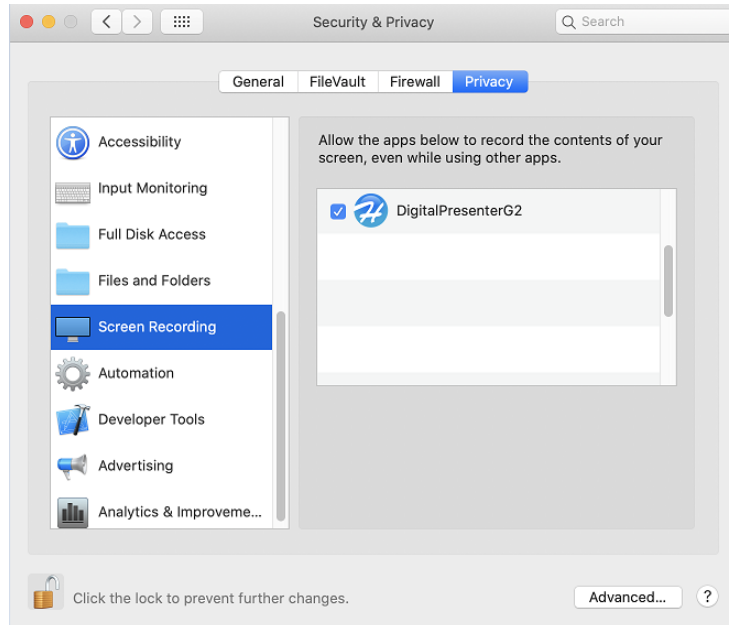 Security & Privacy
Search
General
FileVault
Firewall
Privacy
Accessibility
Input Monitoring
Full Disk Access
Files and Folders
Screen Recording
Automation
Developer Tools
Advertising
Analytics & Improveme...
Allow the apps below to record the contents of your
screen, even while using other apps.
DigitalPresenterG2
Click the lock to prevent further changes.
Advanced...
?